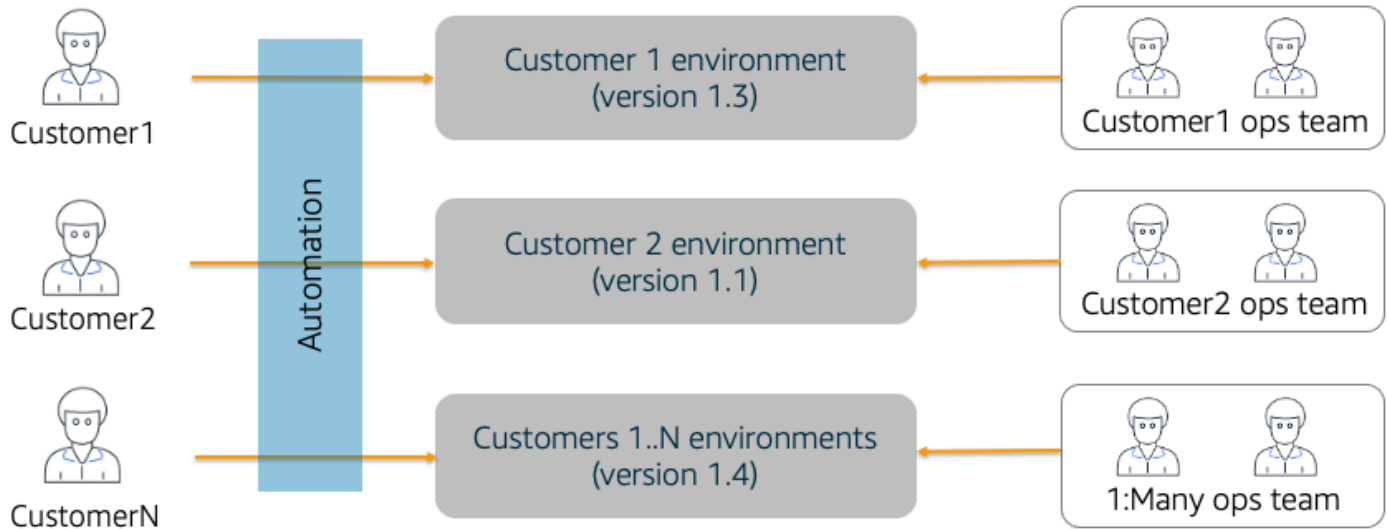 Customer1
Automation
Customer 1 environment
(version 1.3)
Customer1 ops team
Customer2
Customer 2 environment
(version 1.1)
Customer2 ops team
CustomerN
Customers 1..N environments
(version 1.4)
1:Many ops team